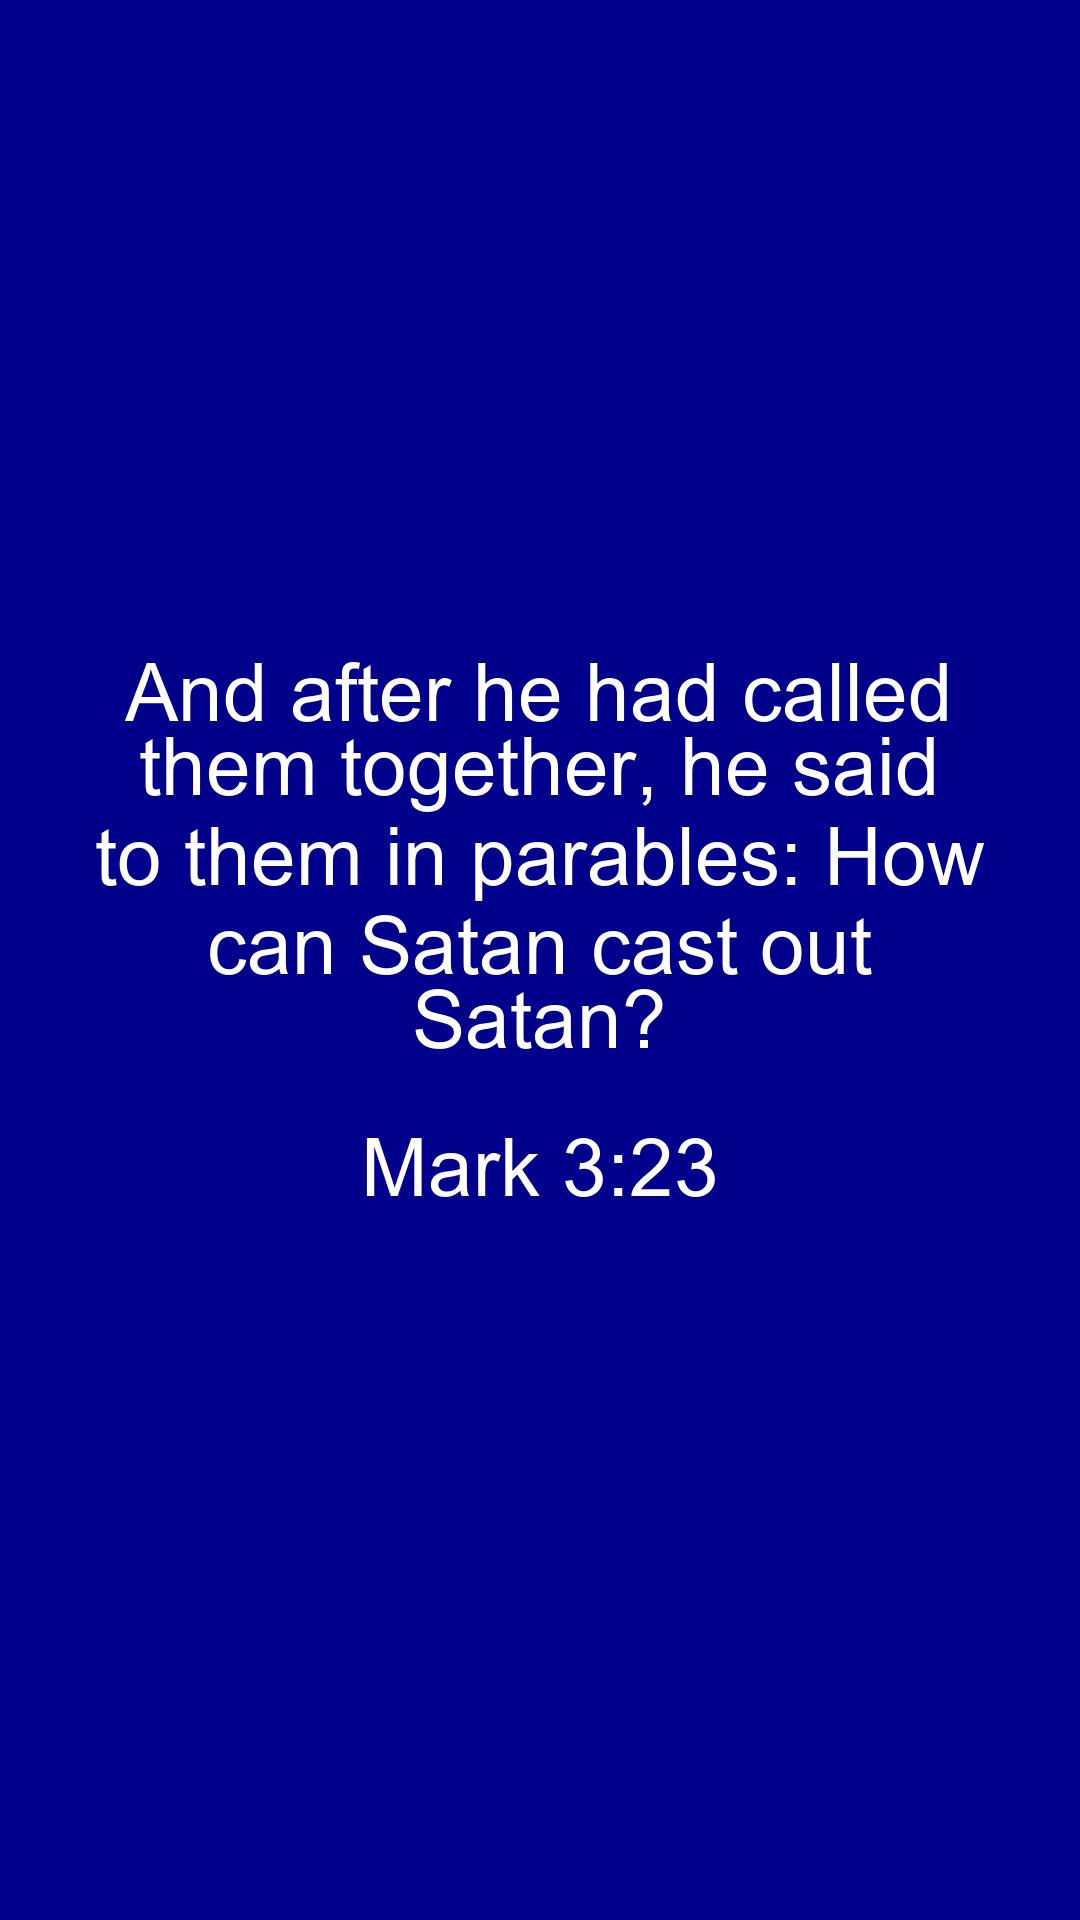 And after he had called
them together, he said
to them in parables: How
can Satan cast out
Satan?
Mark 3:23